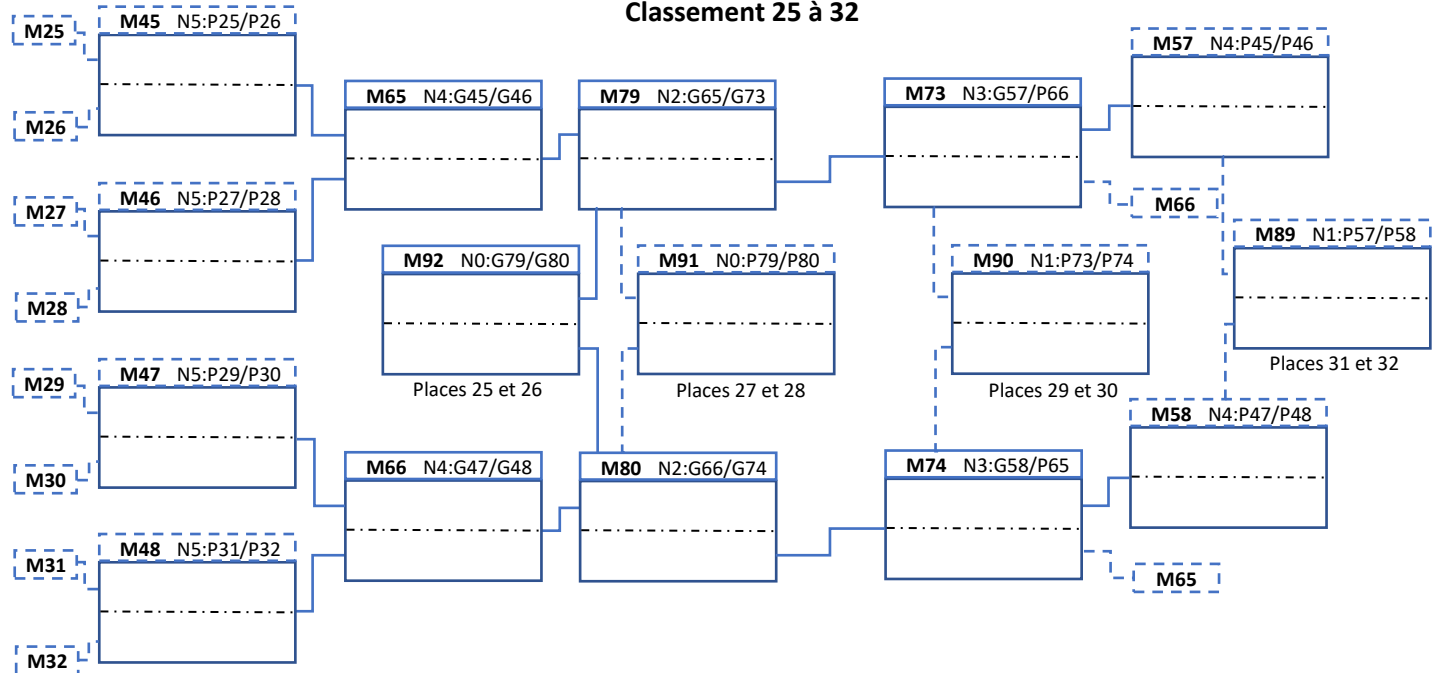 Classement 25 à 32
M25
M45 N5:P25/P26
M26
M57 N4:P45/P46
M65 N4:G45/G46
M79 N2:G65/G73
M73 N3:G57/P66
M27
M46 N5:P27/P28
M28
M66
M89 N1:P57/P58
Places 31 et 32
M92 N0:G79/G80
Places 25 et 26
M91 N0:P79/P80
Places 27 et 28
M90 N1:P73/P74
Places 29 et 30
M29
M47 N5:P29/P30
M30
M58 N4:P47/P48
M66 N4:G47/G48
M80 N2:G66/G74
M74 N3:G58/P65
M31
M48 N5:P31/P32
M65
M32